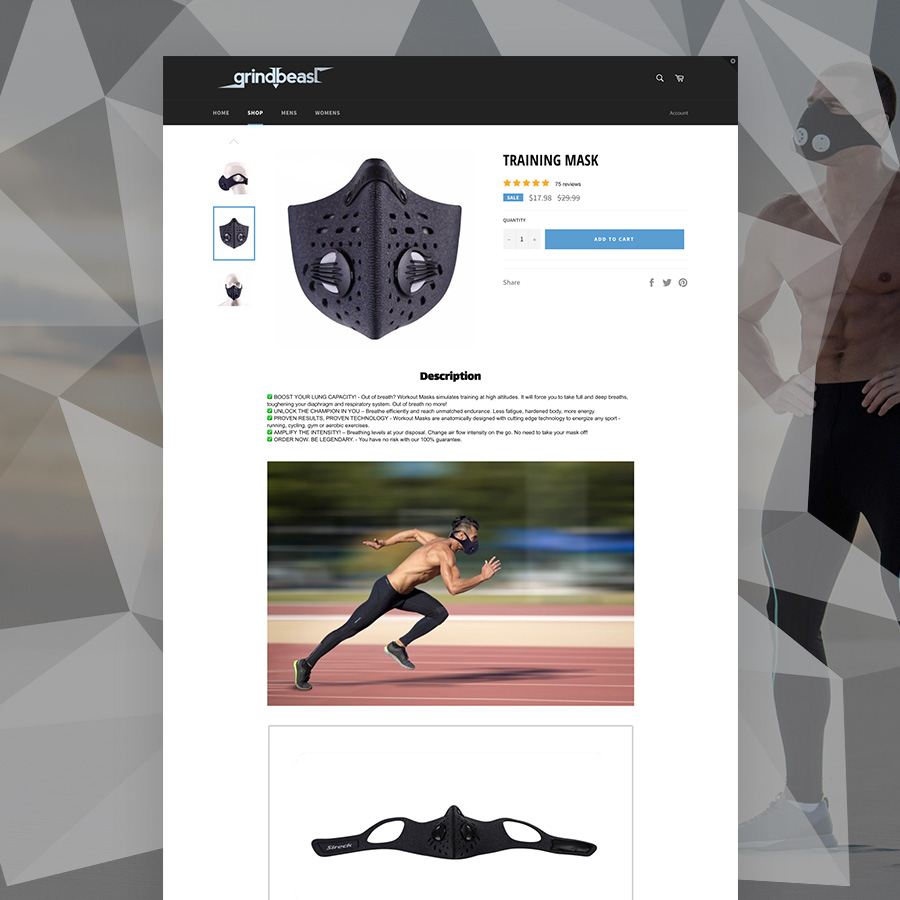 grindbeast
HOME SHOP MENS WOMENS Account
TRAINING MASK
75 reviews
SALE $17.98 $29.99
QUANTITY
- 1 + ADD TO CART
Share
Description
✅ BOOST YOUR LUNG CAPACITY! - Out of breath? Workout Masks simulates training at high altitudes. It will force you to take full and deep breaths,
toughening your diaphragm and respiratory system. Out of breath no more!
✅ UNLOCK THE CHAMPION IN YOU – Breathe efficiently and reach unmatched endurance. Less fatigue, hardened body, more energy.
✅ PROVEN RESULTS, PROVEN TECHNOLOGY - Workout Masks are anatomically designed with cutting edge technology to energize any sport -
running, cycling, gym or aerobic exercises.
✅ AMPLIFY THE INTENSITY! – Breathing levels at your disposal. Change air flow intensity on the go. No need to take your mask off!
✅ ORDER NOW. BE LEGENDARY. - You have no risk with our 100% guarantee.
Sireck